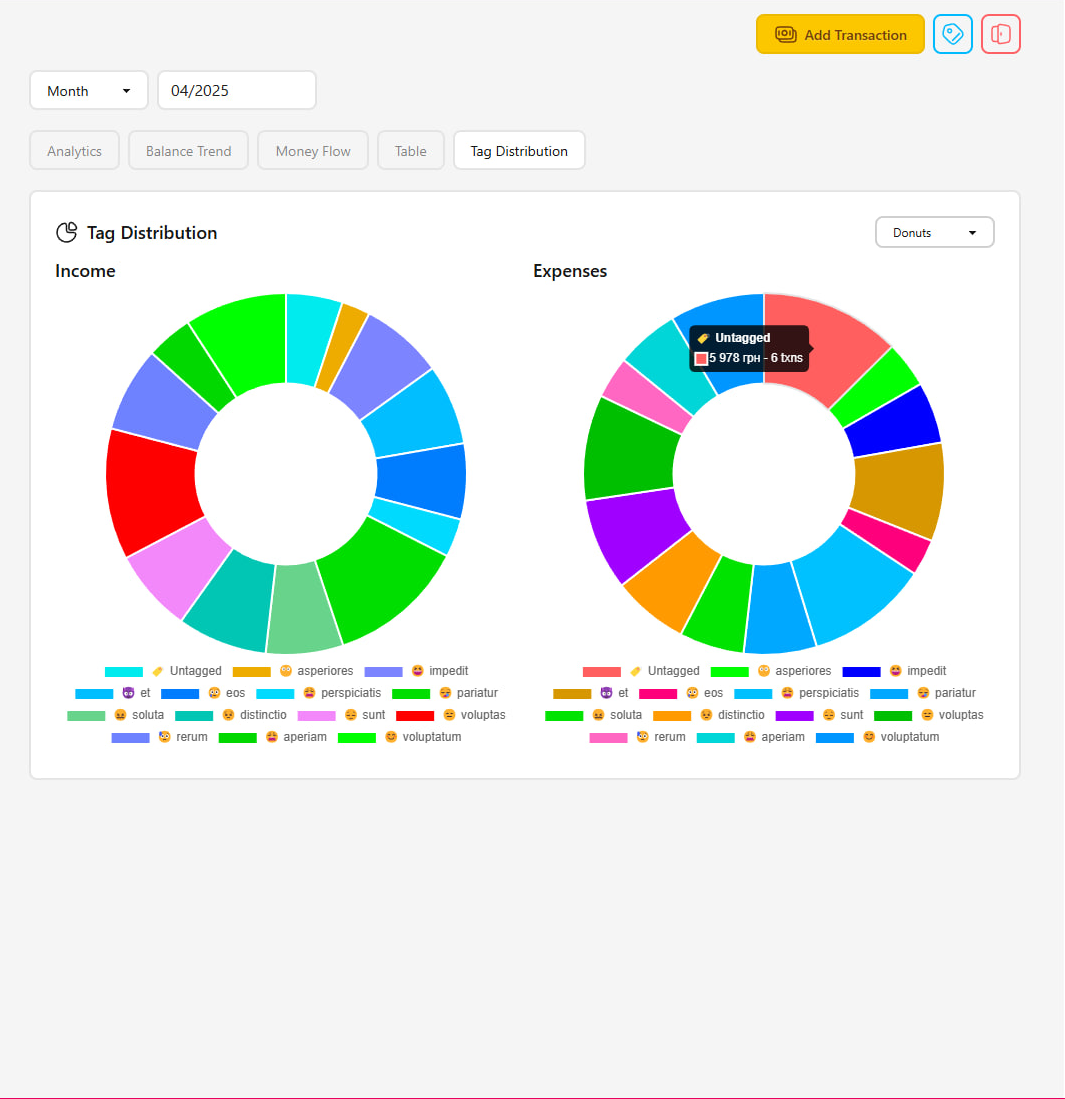 Add Transaction
Month 04/2025
Analytics Balance Trend Money Flow Table Tag Distribution
Tag Distribution Donuts
Income
Expenses
Untagged
5 978 грн - 6 txns
Untagged asperiores impedit
et eos perspiciatis pariatur
soluta distinctio sunt voluptas
rerum aperiam voluptatum
Untagged asperiores impedit
et eos perspiciatis pariatur
soluta distinctio sunt voluptas
rerum aperiam voluptatum